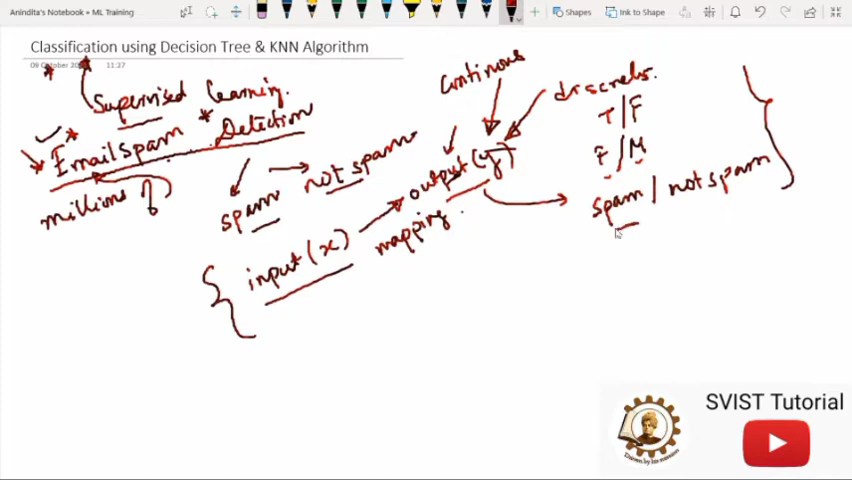 Anindita's Notebook » ML Training
Shapes
Ink to Shape
Classification using Decision Tree & KNN Algorithm
11:27
Supervised learning.
Email spam Detection
millions
spam
not spam
continous
discrete.
output (y)
T/F
F/M
spam / not spam
input (x)
mapping.
SVIST Tutorial